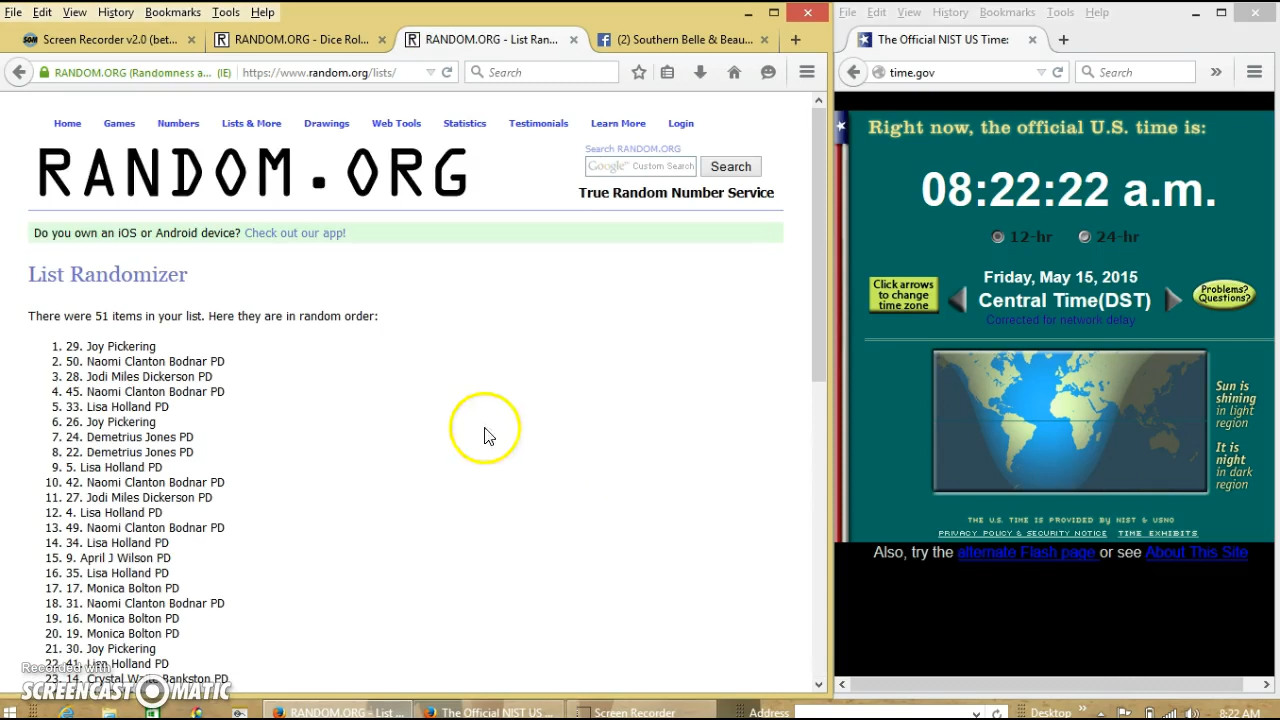 File Edit View History Bookmarks Tools Help
Screen Recorder v2.0 (bet... RANDOM.ORG - Dice Rol... RANDOM.ORG - List Ran... (2) Southern Belle & Beau...
RANDOM.ORG (Randomness a... (IE) https://www.random.org/lists/ Search
Home Games Numbers Lists & More Drawings Web Tools Statistics Testimonials Learn More Login
RANDOM.ORG
Search RANDOM.ORG
Google™ Custom Search Search
True Random Number Service
Do you own an iOS or Android device? Check out our app!
List Randomizer
There were 51 items in your list. Here they are in random order:
1. 29. Joy Pickering
2. 50. Naomi Clanton Bodnar PD
3. 28. Jodi Miles Dickerson PD
4. 45. Naomi Clanton Bodnar PD
5. 33. Lisa Holland PD
6. 26. Joy Pickering
7. 24. Demetrius Jones PD
8. 22. Demetrius Jones PD
9. 5. Lisa Holland PD
10. 42. Naomi Clanton Bodnar PD
11. 27. Jodi Miles Dickerson PD
12. 4. Lisa Holland PD
13. 49. Naomi Clanton Bodnar PD
14. 34. Lisa Holland PD
15. 9. April J Wilson PD
16. 35. Lisa Holland PD
17. 17. Monica Bolton PD
18. 31. Naomi Clanton Bodnar PD
19. 16. Monica Bolton PD
20. 19. Monica Bolton PD
21. 30. Joy Pickering
22. 41. Lisa Holland PD
23. 14. Crystal Bankston PD
Recorded with
SCREENCAST MATIC
File Edit View History Bookmarks Tools Help
The Official NIST US Time:
time.gov Search »
Right now, the official U.S. time is:
08:22:22 a.m.
12-hr 24-hr
Click arrows
to change
time zone
Friday, May 15, 2015
Central Time(DST)
Corrected for network delay
Problems?
Questions?
Sun is
shining
in light
region
It is
night
in dark
region
THE U.S. TIME IS PROVIDED BY NIST & USNO
PRIVACY POLICY & SECURITY NOTICE TIME EXHIBITS
Also, try the alternate Flash page or see About This Site
RANDOM.ORG - List ... The Official NIST US ... Screen Recorder Address Desktop » 8:22 AM